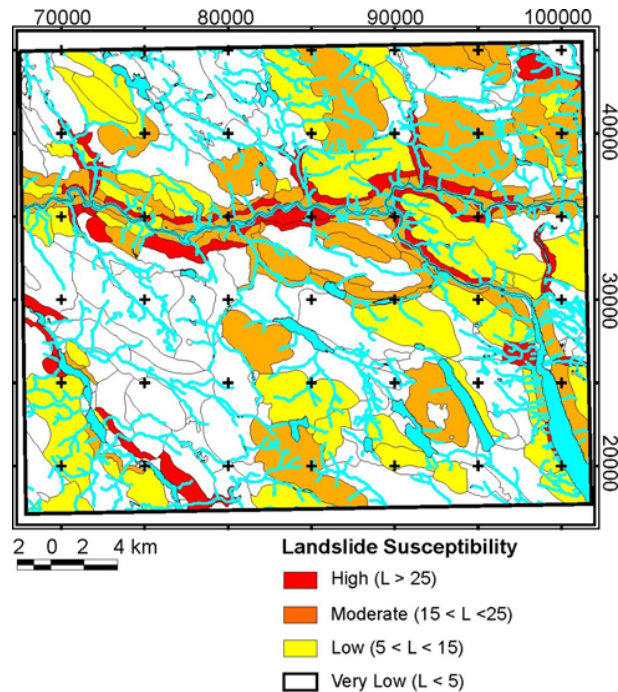 70000 80000 90000 100000
40000
30000
20000
2 0 2 4 km
Landslide Susceptibility
High (L > 25)
Moderate (15 < L <25)
Low (5 < L < 15)
Very Low (L < 5)